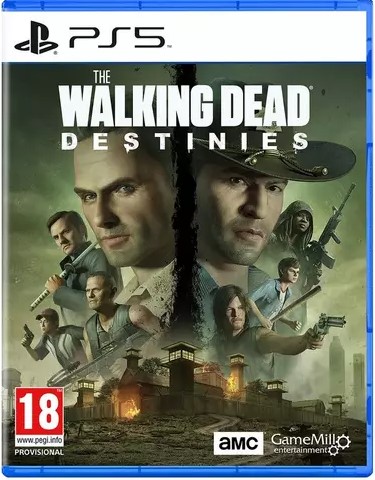 PS5
THE
WALKING DEAD
DESTINIES
18
www.pegi.info
PROVISIONAL
aMC
GameMill
entertainment